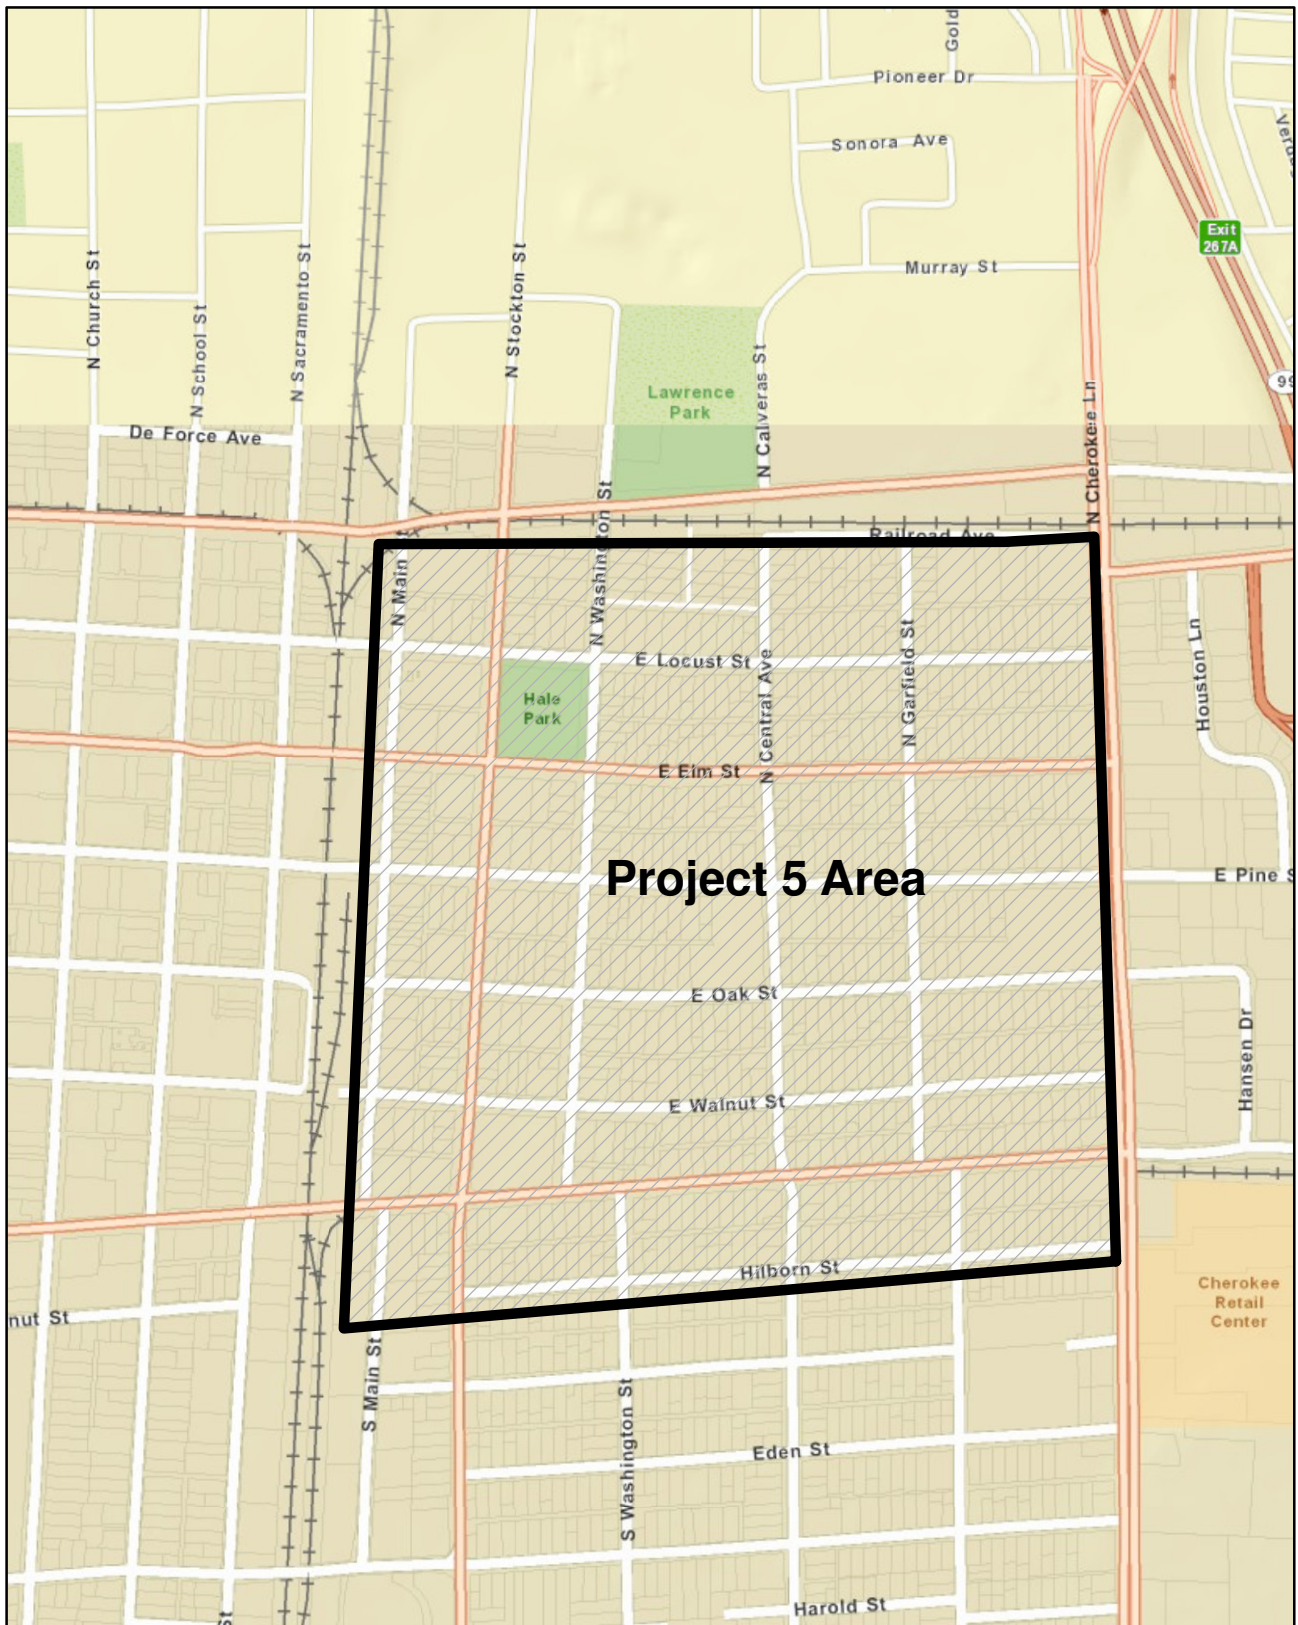 Gold
Pioneer Dr
Sonora Ave
Exit
267A
Murray St
N Church St
N School St
N Sacramento St
N Stockton St
Lawrence
Park
N Calveras St
N Cherokee Ln
De Force Ave
N Washington St
Railroad Ave
N Main
E Locust St
N Central Ave
N Garfield St
Houston Ln
Hale
Park
E Elm St
Project 5 Area
E Pine S
E Oak St
Hansen Dr
E Walnut St
Hilborn St
Cherokee
Retail
Center
nut St
S Main St
S Washington St
Eden St
Harold St
St